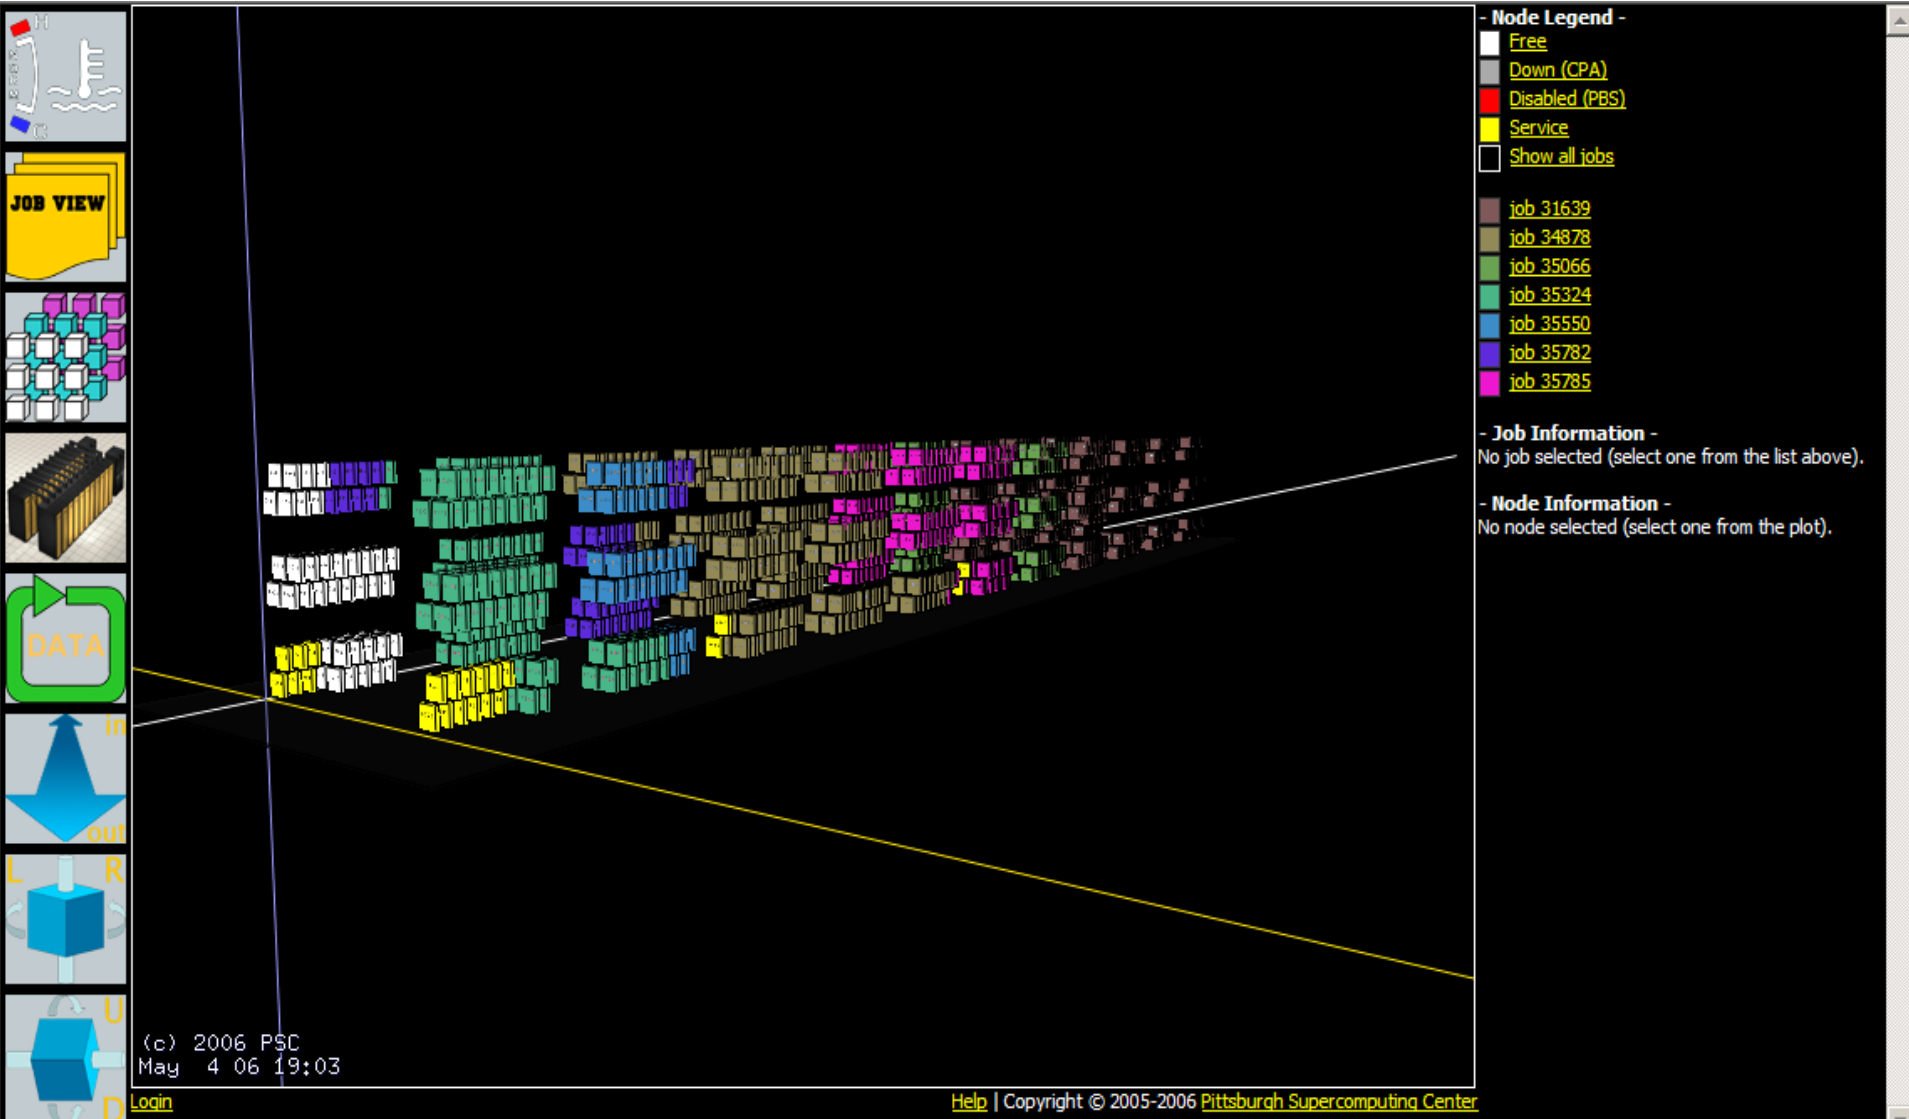 H
C
JOB VIEW
DATA
in
out
L
R
U
D
(c) 2006 PSC
May 4 06 19:03
Login
Help | Copyright © 2005-2006 Pittsburgh Supercomputing Center
- Node Legend -
Free
Down (CPA)
Disabled (PBS)
Service
Show all jobs
job 31639
job 34878
job 35066
job 35324
job 35550
job 35782
job 35785
- Job Information -
No job selected (select one from the list above).
- Node Information -
No node selected (select one from the plot).